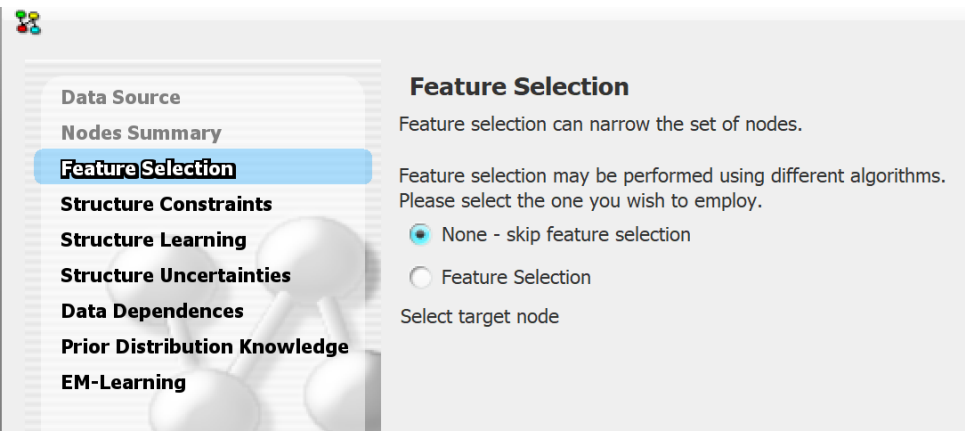 Data Source
Nodes Summary
Feature Selection
Structure Constraints
Structure Learning
Structure Uncertainties
Data Dependences
Prior Distribution Knowledge
EM-Learning
Feature Selection
Feature selection can narrow the set of nodes.
Feature selection may be performed using different algorithms.
Please select the one you wish to employ.
None - skip feature selection
Feature Selection
Select target node